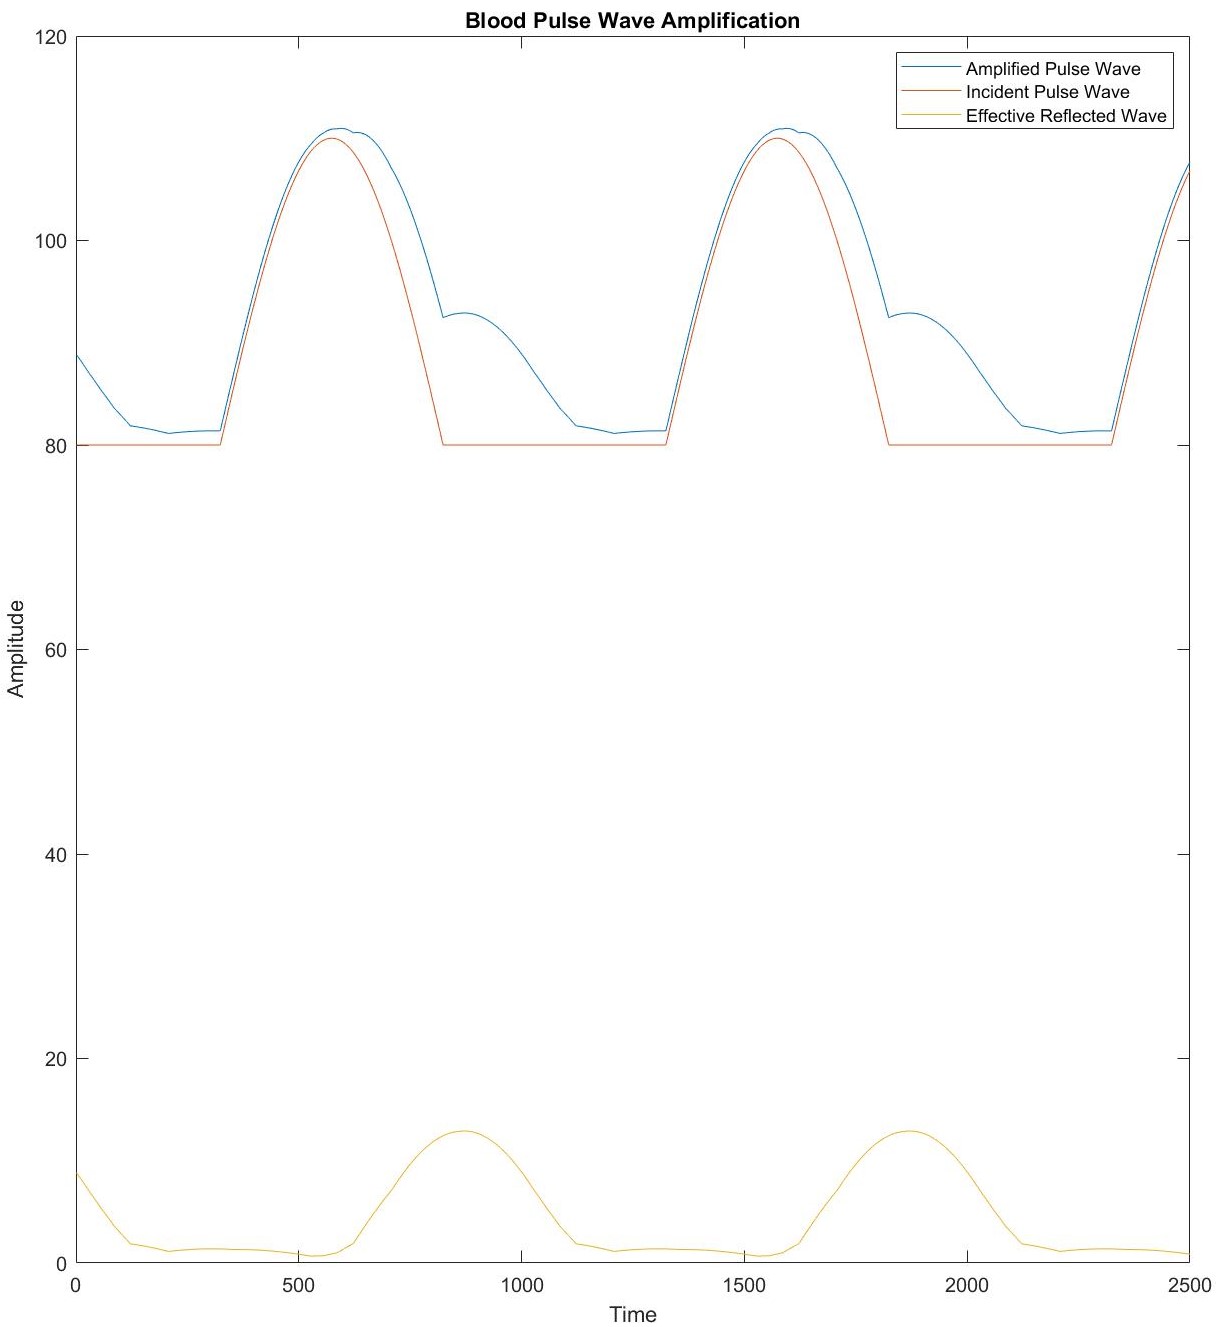 Blood Pulse Wave Amplification
Amplified Pulse Wave
Incident Pulse Wave
Effective Reflected Wave
120
100
80
60
40
20
0
Amplitude
0 500 1000 1500 2000 2500
Time